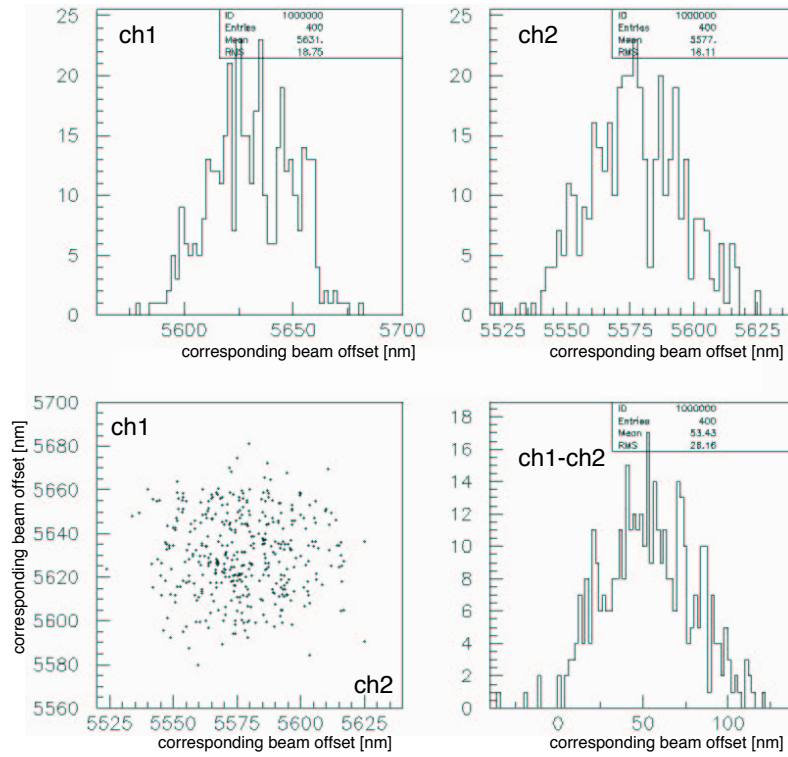 ch1
ID 1000000
Entries 400
Mean 5631.
RMS 18.75
25
20
15
10
5
0
5600 5650 5700
corresponding beam offset [nm]
ch2
ID 1000000
Entries 400
Mean 5577.
RMS 16.11
25
20
15
10
5
0
5525 5550 5575 5600 5625
corresponding beam offset [nm]
ch1
corresponding beam offset [nm]
5700
5680
5660
5640
5620
5600
5580
5560
ch2
5525 5550 5575 5600 5625
corresponding beam offset [nm]
ch1-ch2
ID 1000000
Entries 400
Mean 53.43
RMS 28.16
18
16
14
12
10
8
6
4
2
0
0 50 100
corresponding beam offset [nm]